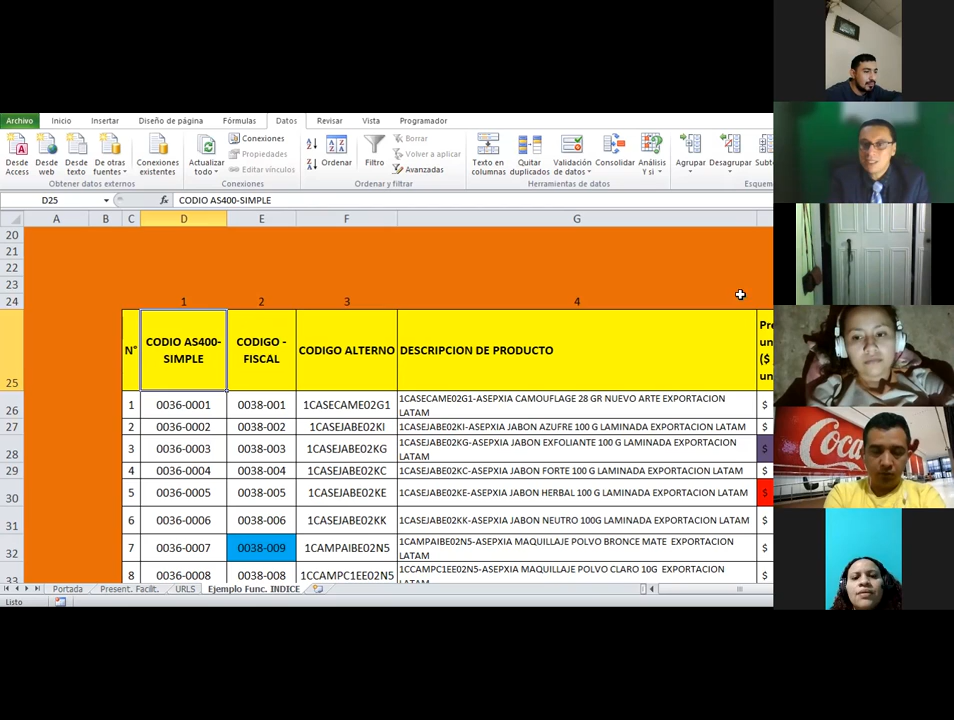 Archivo Inicio Insertar Diseño de página Fórmulas Datos Revisar Vista Programador
Desde Access Desde web Desde texto De otras fuentes Conexiones existentes
Obtener datos externos
Actualizar todo Conexiones Propiedades Editar vínculos
Conexiones
Ordenar Filtro Borrar Volver a aplicar Avanzadas
Ordenar y filtrar
Texto en columnas Quitar duplicados Validación de datos Consolidar Análisis Y si
Herramientas de datos
Agrupar Desagrupar Subt
Esquem
D25 fx CODIO AS400-SIMPLE
A B C D E F G
20
21
22
23
24 1 2 3 4
25 N° CODIO AS400-SIMPLE CODIGO - FISCAL CODIGO ALTERNO DESCRIPCION DE PRODUCTO Pre un ($ un
26 1 0036-0001 0038-001 1CASECAME02G1 1CASECAME02G1-ASEPXIA CAMOUFLAGE 28 GR NUEVO ARTE EXPORTACION LATAM $
27 2 0036-0002 0038-002 1CASEJABE02KI 1CASEJABE02KI-ASEPXIA JABON AZUFRE 100 G LAMINADA EXPORTACION LATAM $
28 3 0036-0003 0038-003 1CASEJABE02KG 1CASEJABE02KG-ASEPXIA JABON EXFOLIANTE 100 G LAMINADA EXPORTACION LATAM $
29 4 0036-0004 0038-004 1CASEJABE02KC 1CASEJABE02KC-ASEPXIA JABON FORTE 100 G LAMINADA EXPORTACION LATAM $
30 5 0036-0005 0038-005 1CASEJABE02KE 1CASEJABE02KE-ASEPXIA JABON HERBAL 100 G LAMINADA EXPORTACION LATAM $
31 6 0036-0006 0038-006 1CASEJABE02KK 1CASEJABE02KK-ASEPXIA JABON NEUTRO 100G LAMINADA EXPORTACION LATAM $
32 7 0036-0007 0038-009 1CAMPAIBE02N5 1CAMPAIBE02N5-ASEPXIA MAQUILLAJE POLVO BRONCE MATE EXPORTACION LATAM $
33 8 0036-0008 0038-008 1CCAMPC1EE02N5 1CCAMPC1EE02N5-ASEPXIA MAQUILLAJE POLVO CLARO 10G EXPORTACION LATAM $
Portada Present. Facilit. URLS Ejemplo Func. INDICE
Listo
Coca